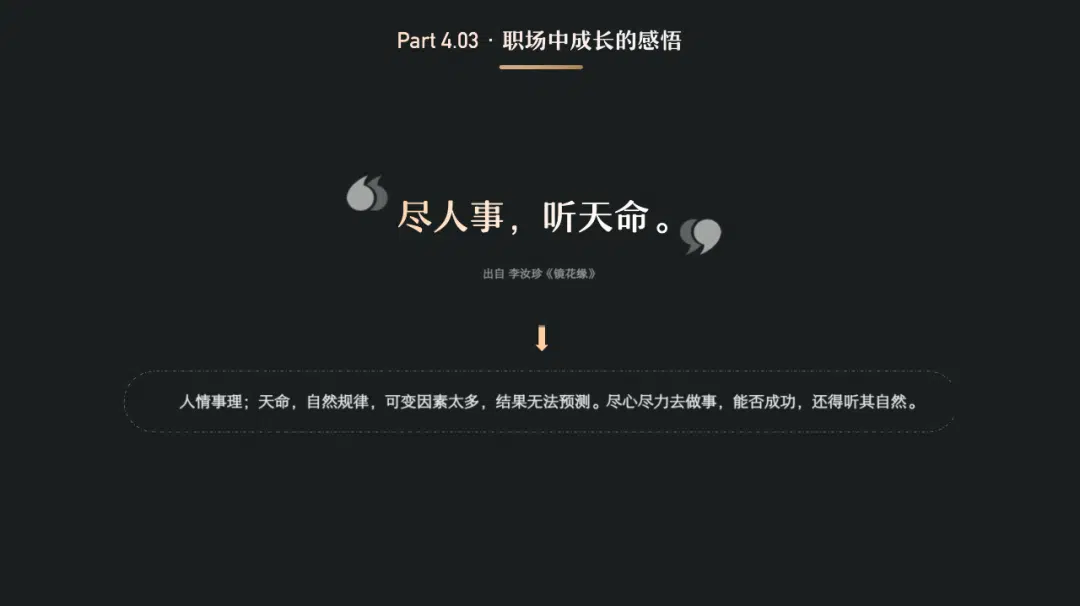 Part 4.03 · 职场中成长的感悟
“尽人事，听天命。”
出自 李汝珍《镜花缘》
人情事理；天命，自然规律，可变因素太多，结果无法预测。尽心尽力去做事，能否成功，还得听其自然。